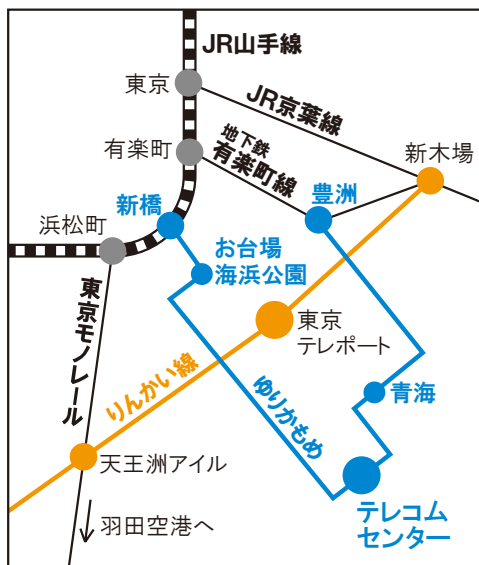 JR山手線
東京
JR京葉線
有楽町
地下鉄
有楽町線
新木場
新橋
豊洲
浜松町
お台場
海浜公園
東京モノレール
東京
テレポート
りんかい線
ゆりかもめ
青海
天王洲アイル
テレコム
センター
羽田空港へ